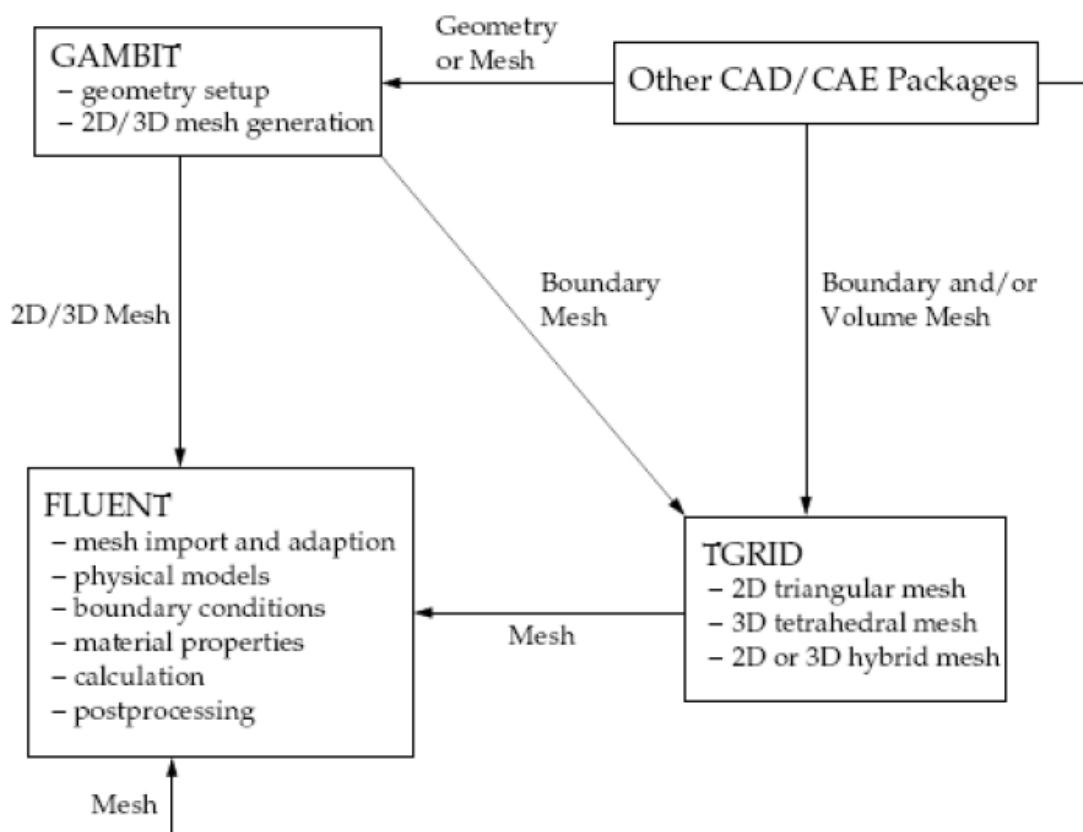 GAMBIT
– geometry setup
– 2D/3D mesh generation
Geometry
or Mesh
Other CAD/CAE Packages
2D/3D Mesh
Boundary
Mesh
Boundary and/or
Volume Mesh
FLUENT
– mesh import and adaption
– physical models
– boundary conditions
– material properties
– calculation
– postprocessing
Mesh
TGRID
– 2D triangular mesh
– 3D tetrahedral mesh
– 2D or 3D hybrid mesh
Mesh